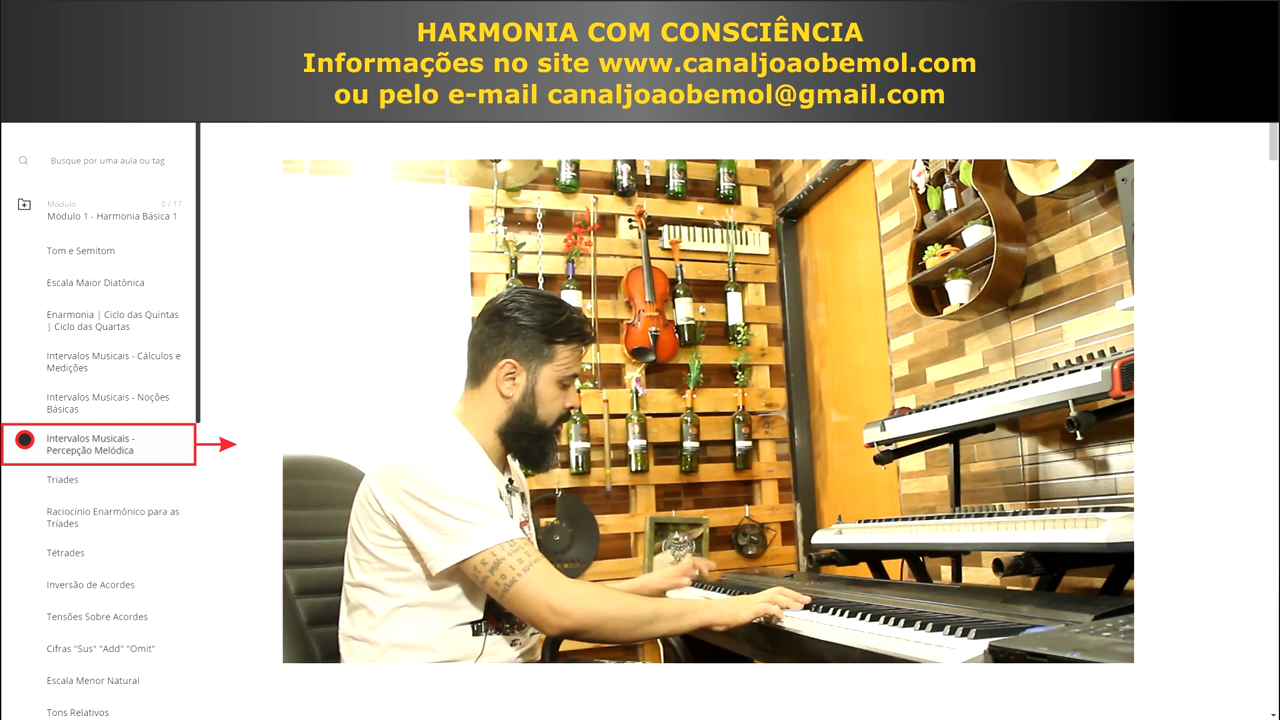 HARMONIA COM CONSCIÊNCIA
Informações no site www.canaljoaobemol.com
ou pelo e-mail canaljoaobemol@gmail.com
Busque por uma aula ou tag
Módulo 0 / 17
Módulo 1 - Harmonia Básica 1
Tom e Semitom
Escala Maior Diatônica
Enarmonia | Ciclo das Quintas
| Ciclo das Quartas
Intervalos Musicais - Cálculos e
Medições
Intervalos Musicais - Noções
Básicas
Intervalos Musicais -
Percepção Melódica
Tríades
Raciocínio Enarmônico para as
Tríades
Tétrades
Inversão de Acordes
Tensões Sobre Acordes
Cifras "Sus" "Add" "Omit"
Escala Menor Natural
Tons Relativos